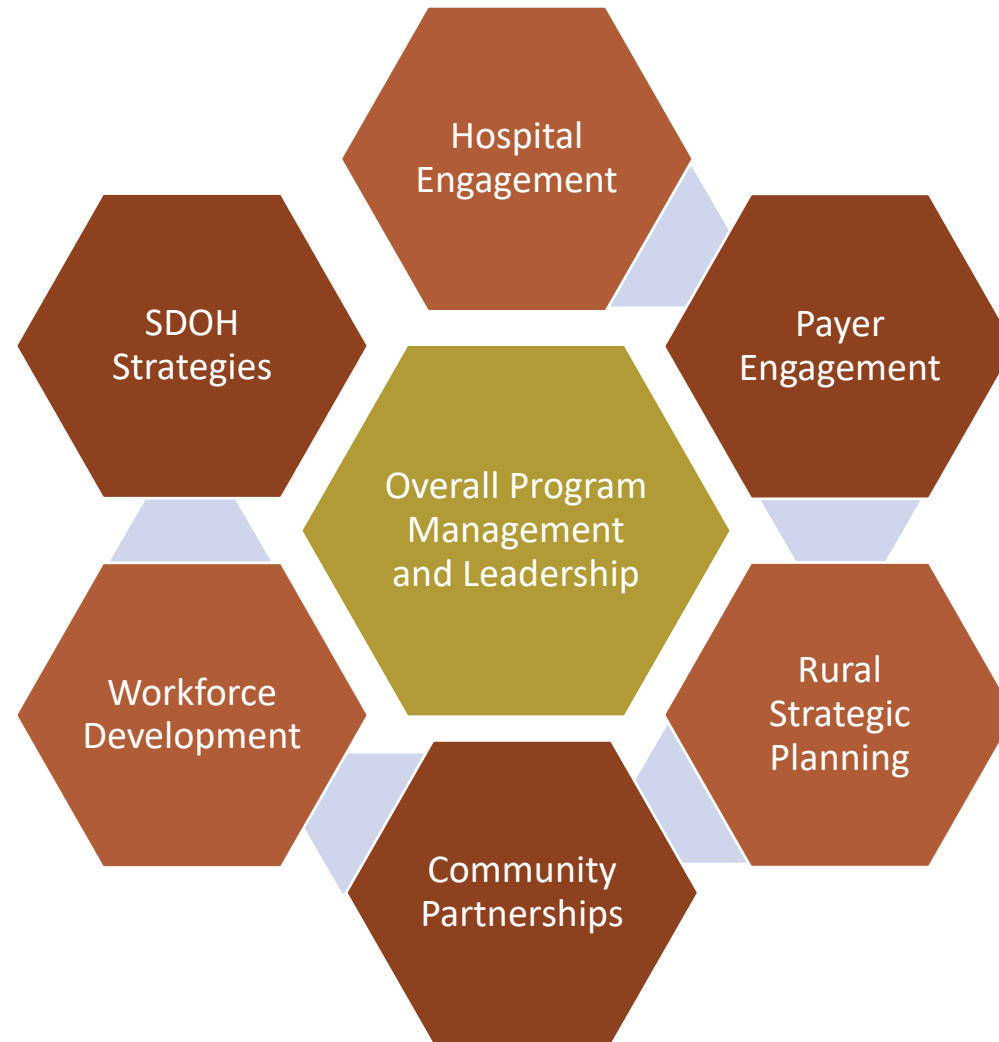 Hospital
Engagement
SDOH
Strategies
Payer
Engagement
Overall Program
Management
and Leadership
Workforce
Development
Rural
Strategic
Planning
Community
Partnerships